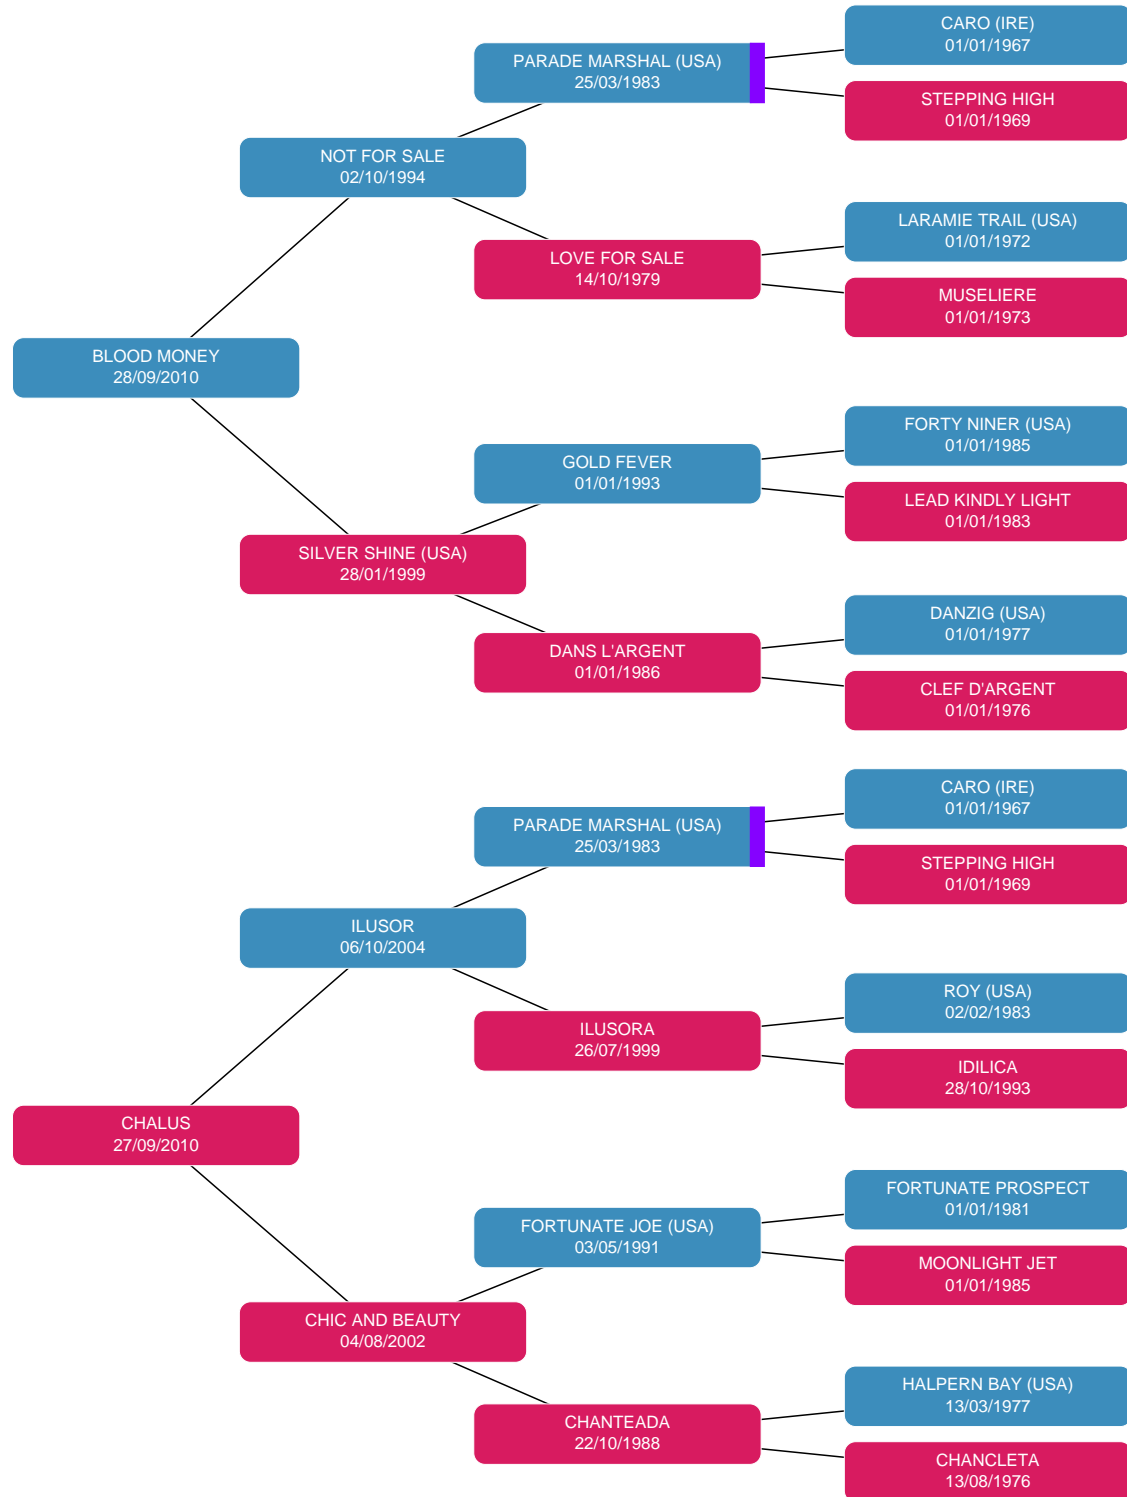 CARO (IRE)
01/01/1967
PARADE MARSHAL (USA)
25/03/1983
STEPPING HIGH
01/01/1969
NOT FOR SALE
02/10/1994
LARAMIE TRAIL (USA)
01/01/1972
LOVE FOR SALE
14/10/1979
MUSELIERE
01/01/1973
BLOOD MONEY
28/09/2010
FORTY NINER (USA)
01/01/1985
GOLD FEVER
01/01/1993
LEAD KINDLY LIGHT
01/01/1983
SILVER SHINE (USA)
28/01/1999
DANZIG (USA)
01/01/1977
DANS L'ARGENT
01/01/1986
CLEF D'ARGENT
01/01/1976
CARO (IRE)
01/01/1967
PARADE MARSHAL (USA)
25/03/1983
STEPPING HIGH
01/01/1969
ILUSOR
06/10/2004
ROY (USA)
02/02/1983
ILUSORA
26/07/1999
IDILICA
28/10/1993
CHALUS
27/09/2010
FORTUNATE PROSPECT
01/01/1981
FORTUNATE JOE (USA)
03/05/1991
MOONLIGHT JET
01/01/1985
CHIC AND BEAUTY
04/08/2002
HALPERN BAY (USA)
13/03/1977
CHANTEADA
22/10/1988
CHANCLETA
13/08/1976